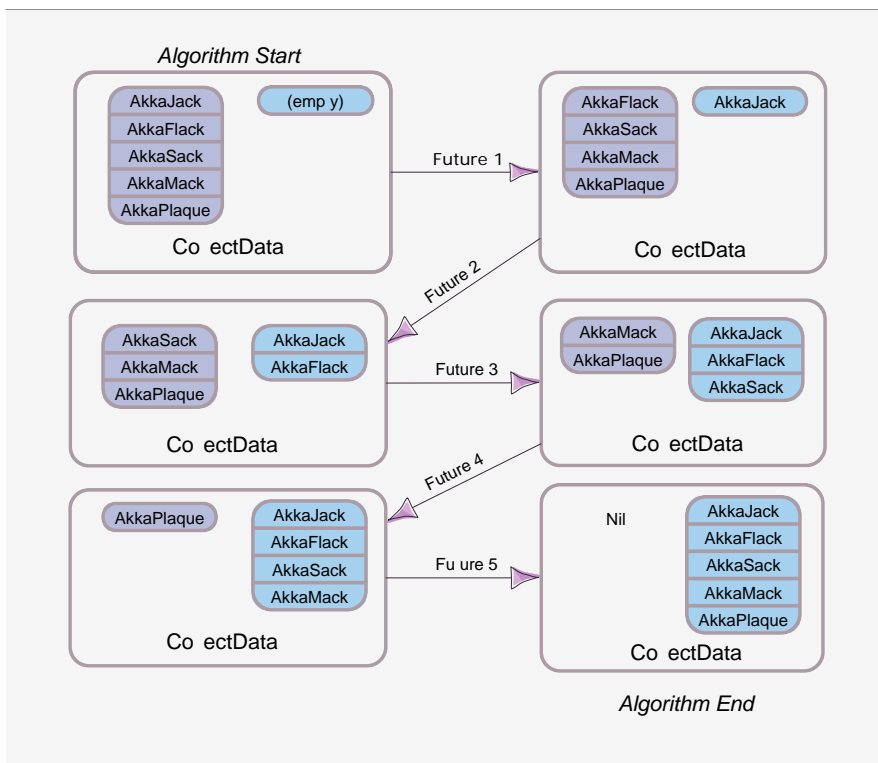 Algorithm Start
AkkaJack
AkkaFlack
AkkaSack
AkkaMack
AkkaPlaque
(emp y)
Co ectData
Future 1
AkkaFlack
AkkaSack
AkkaMack
AkkaPlaque
AkkaJack
Co ectData
Future 2
AkkaSack
AkkaMack
AkkaPlaque
AkkaJack
AkkaFlack
Co ectData
Future 3
AkkaMack
AkkaPlaque
AkkaJack
AkkaFlack
AkkaSack
Co ectData
Future 4
AkkaPlaque
AkkaJack
AkkaFlack
AkkaSack
AkkaMack
Co ectData
Fu ure 5
Nil
AkkaJack
AkkaFlack
AkkaSack
AkkaMack
AkkaPlaque
Co ectData
Algorithm End